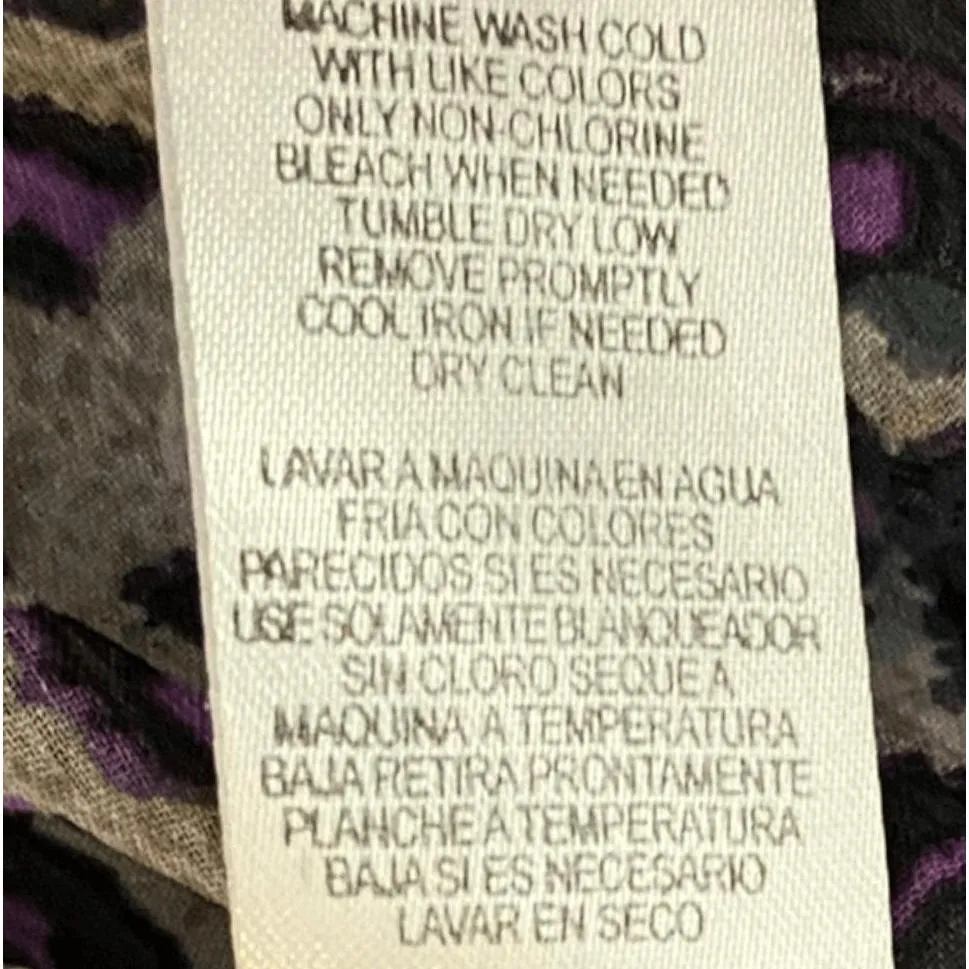 MACHINE WASH COLD
WITH LIKE COLORS
ONLY NON-CHLORINE
BLEACH WHEN NEEDED
TUMBLE DRY LOW
REMOVE PROMPTLY
COOL IRON IF NEEDED
DRY CLEAN
LAVAR A MAQUINA EN AGUA
FRIA CON COLORES
PARECIDOS SI ES NECESARIO
USE SOLAMENTE BLANQUEADOR
SIN CLORO SEQUE A
MAQUINA A TEMPERATURA
BAJA RETIRA PRONTAMENTE
PLANCHE A TEMPERATURA
BAJA SI ES NECESARIO
LAVAR EN SECO